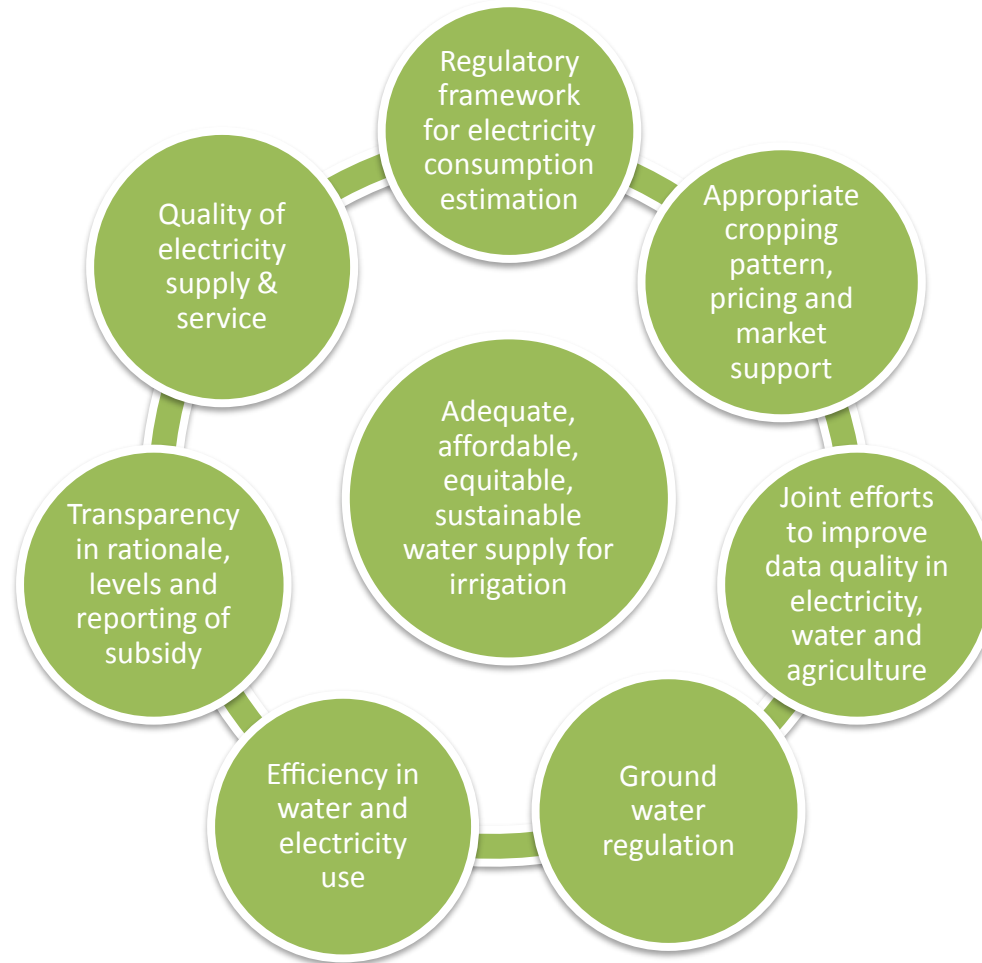 Regulatory
framework
for electricity
consumption
estimation
Appropriate
cropping
pattern,
pricing and
market
support
Joint efforts
to improve
data quality in
electricity,
water and
agriculture
Ground
water
regulation
Efficiency in
water and
electricity
use
Transparency
in rationale,
levels and
reporting of
subsidy
Quality of
electricity
supply &
service
Adequate,
affordable,
equitable,
sustainable
water supply for
irrigation